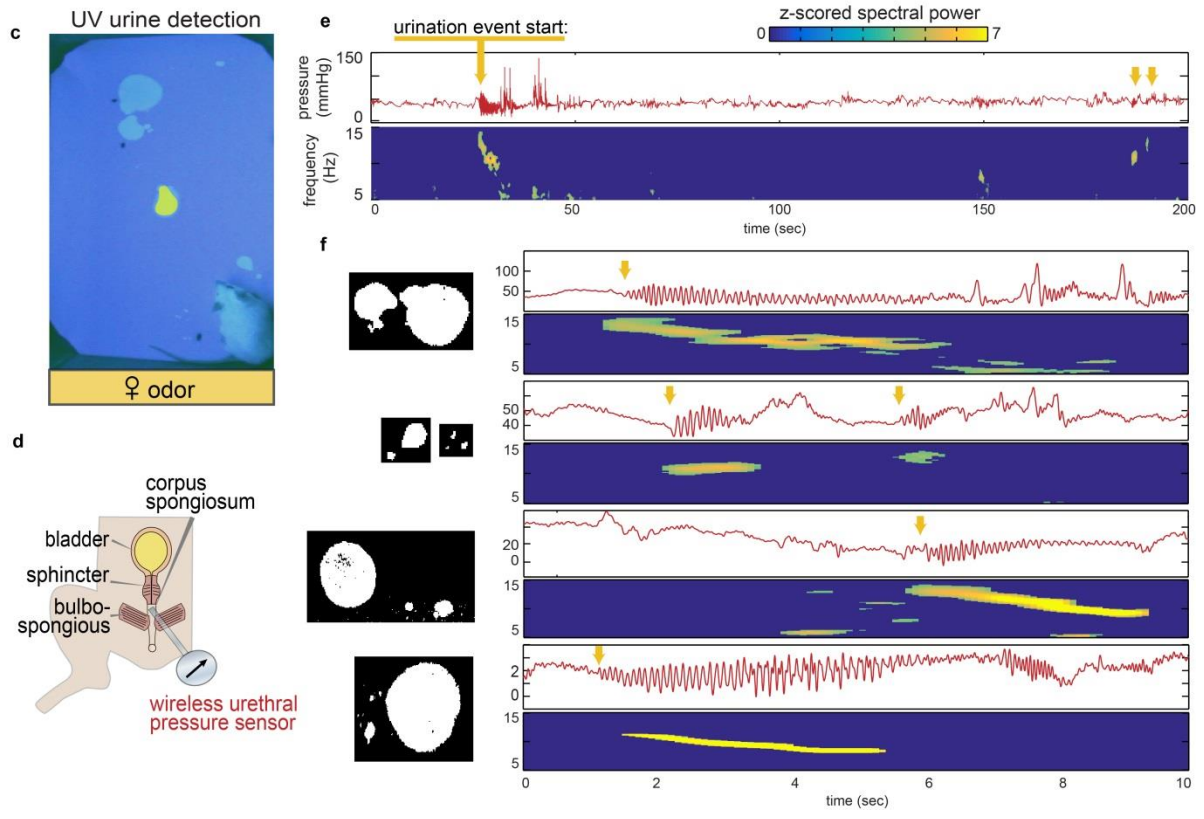 c
UV urine detection
♀ odor
d
corpus
spongiosum
bladder
sphincter
bulbo-
spongious
wireless urethral
pressure sensor
e
urination event start:
z-scored spectral power
0
7
pressure
(mmHg)
150
0
frequency
(Hz)
15
5
0
50
100
150
200
time (sec)
f
100
50
15
5
50
40
15
5
20
0
15
5
2
0
15
5
0
2
4
6
8
10
time (sec)